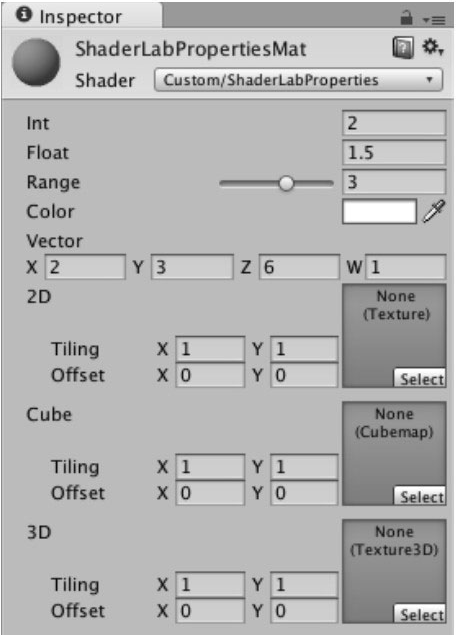 Inspector
ShaderLabPropertiesMat
Shader Custom/ShaderLabProperties
Int 2
Float 1.5
Range 3
Color
Vector
X 2 Y 3 Z 6 W 1
2D None
(Texture)
Tiling X 1 Y 1
Offset X 0 Y 0 Select
Cube None
(Cubemap)
Tiling X 1 Y 1
Offset X 0 Y 0 Select
3D None
(Texture3D)
Tiling X 1 Y 1
Offset X 0 Y 0 Select